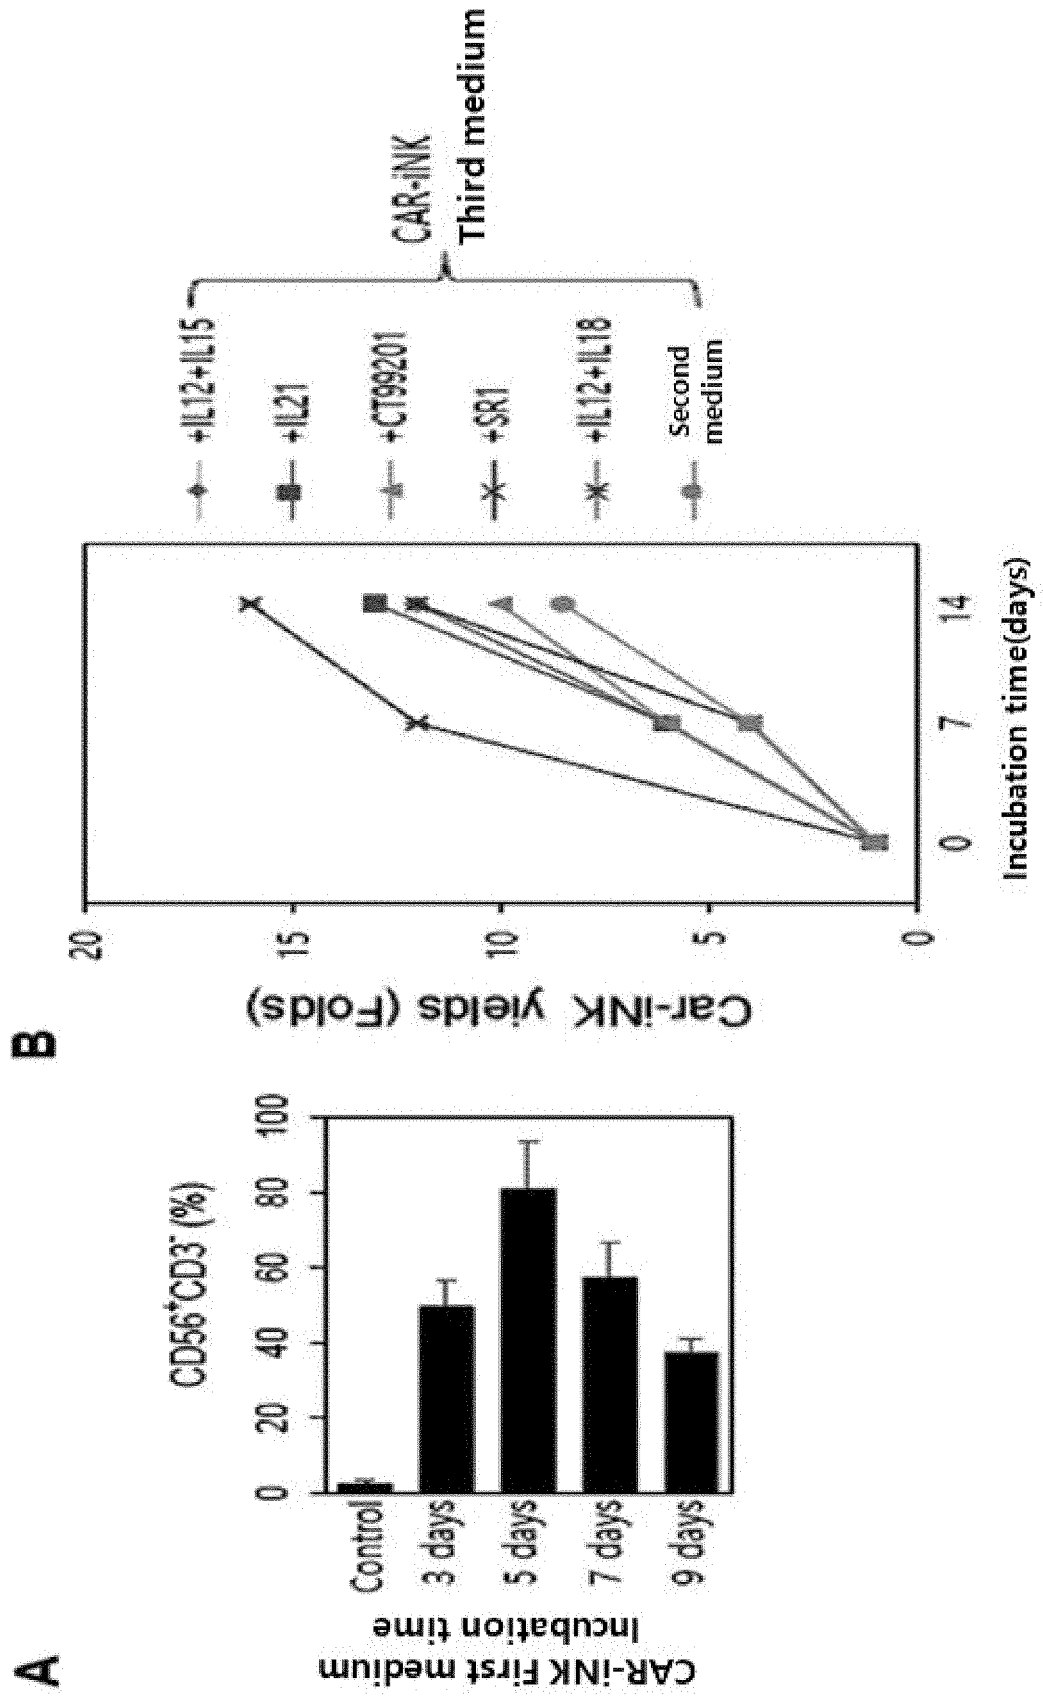 A
CAR-iNK First medium
Incubation time
CD56⁺CD3⁻ (%)
0 20 40 60 80 100
Control
3 days
5 days
7 days
9 days
B
Car-iNK yields (Folds)
20
15
10
5
0
0 7 14
Incubation time(days)
+IL12+IL15
+IL21
+CT99201
+SR1
+IL12+IL18
Second
medium
CAR-iNK
Third medium